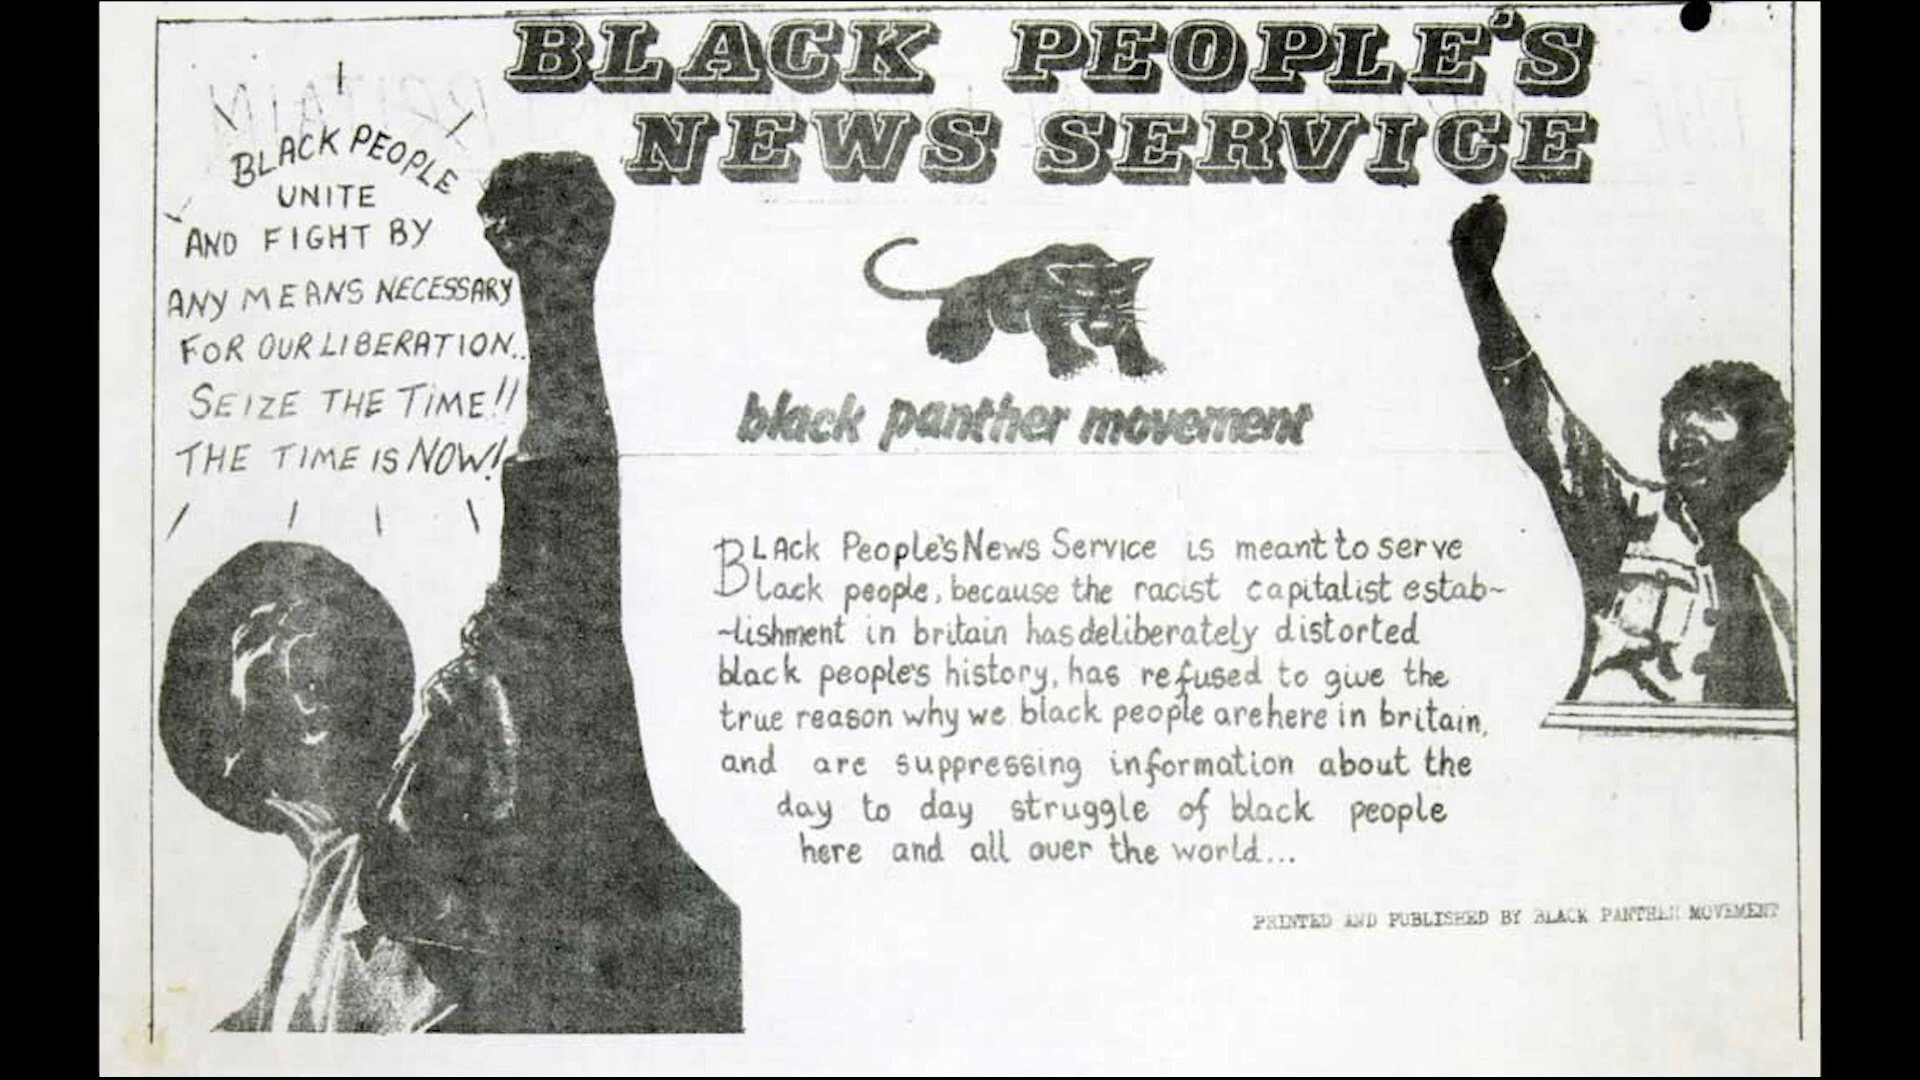 BLACK PEOPLE'S
NEWS SERVICE
BLACK PEOPLE
UNITE
AND FIGHT BY
ANY MEANS NECESSARY
FOR OUR LIBERATION..
SEIZE THE TIME!!
THE TIME IS NOW!
black panther movement
BLAck People's News Service is meant to serve
Black people, because the racist capitalist estab~
~lishment in britain has deliberately distorted
black people's history, has refused to give the
true reason why we black people are here in britain,
and are suppressing information about the
day to day struggle of black people
here and all over the world...
PRINTED AND PUBLISHED BY BLACK PANTHER MOVEMENT